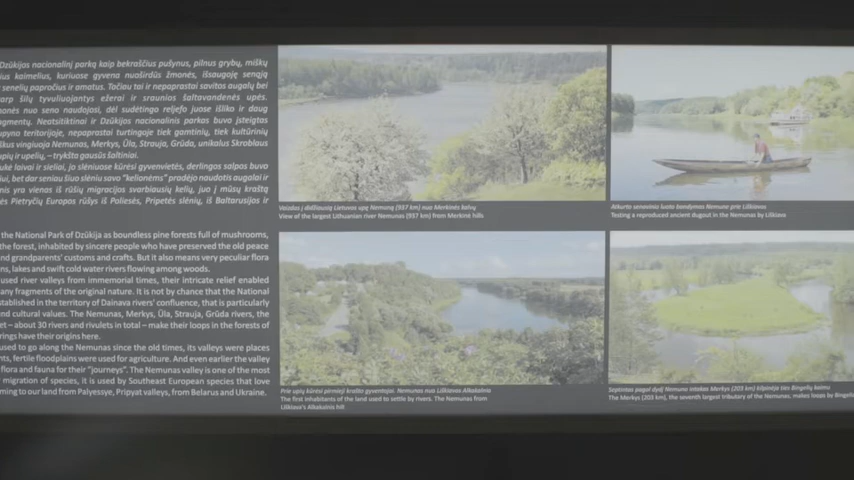 Dzūkijos nacionalinį parką kaip bekraščius pušynus, pilnus grybų, miškų
kaimelius, kuriuose gyvena nuoširdūs žmonės, išsaugoję senąją
senelių papročius ir amatus. Tačiau tai ir nepaprastai savitas augalų bei
tarp šilų tyvuliuojantys ežerai ir sraunios šaltavandenės upės.
nuo seno naudojosi, dėl sudėtingo reljefo juose išliko ir daug
Neatsitiktinai ir Dzūkijos nacionalinis parkas buvo įsteigtas
teritorijoje, nepaprastai turtingoje tiek gamtinių, tiek kultūrinių
vingiuoja Nemunas, Merkys, Ūla, Strauja, Grūda, unikalus Skroblaus
ir upelių, – trykšta gausūs šaltiniai.
laivai ir sieliai, jo slėniuose kūrėsi gyvenvietės, derlingos salpos buvo
bet dar seniau šiuo slėniu savo "kelionėms" pradėjo naudotis augalai ir
yra vienas iš rūšių migracijos svarbiausių kelių, juo į mūsų kraštą
Pietryčių Europos rūšys iš Poliesės, Pripetės slėnių, iš Baltarusijos ir
the National Park of Dzūkija as boundless pine forests full of mushrooms,
the forest, inhabited by sincere people who have preserved the old peace
and grandparents' customs and crafts. But it also means very peculiar flora
lakes and swift cold water rivers flowing among woods.
used river valleys from immemorial times, their intricate relief enabled
many fragments of the original nature. It is not by chance that the National
established in the territory of Dainava rivers' confluence, that is particularly
and cultural values. The Nemunas, Merkys, Ūla, Strauja, Grūda rivers, the
– about 30 rivers and rivulets in total – make their loops in the forests of
have their origins here.
used to go along the Nemunas since the old times, its valleys were places
fertile floodplains were used for agriculture. And even earlier the valley
flora and fauna for their "journeys". The Nemunas valley is one of the most
migration of species, it is used by Southeast European species that love
to our land from Palyessye, Pripyat valleys, from Belarus and Ukraine.
Vaizdas į didžiausią Lietuvos upę Nemuną (937 km) nuo Merkinės kalvų
View of the largest Lithuanian river Nemunas (937 km) from Merkinė hills
Atkurto senovinio luoto bandymas Nemune prie Liškiavos
Testing a reproduced ancient dugout in the Nemunas by Liškiava
Prie upių kūrėsi pirmieji krašto gyventojai. Nemunas nuo Liškiavos Alkakalnio
The first inhabitants of the land used to settle by rivers. The Nemunas from
Liškiava's Alkakalnis hill
Septintas pagal dydį Nemuno intakas Merkys (203 km) kilpinėja ties Bingelių kaimu
The Merkys (203 km), the seventh largest tributary of the Nemunas, makes loops by